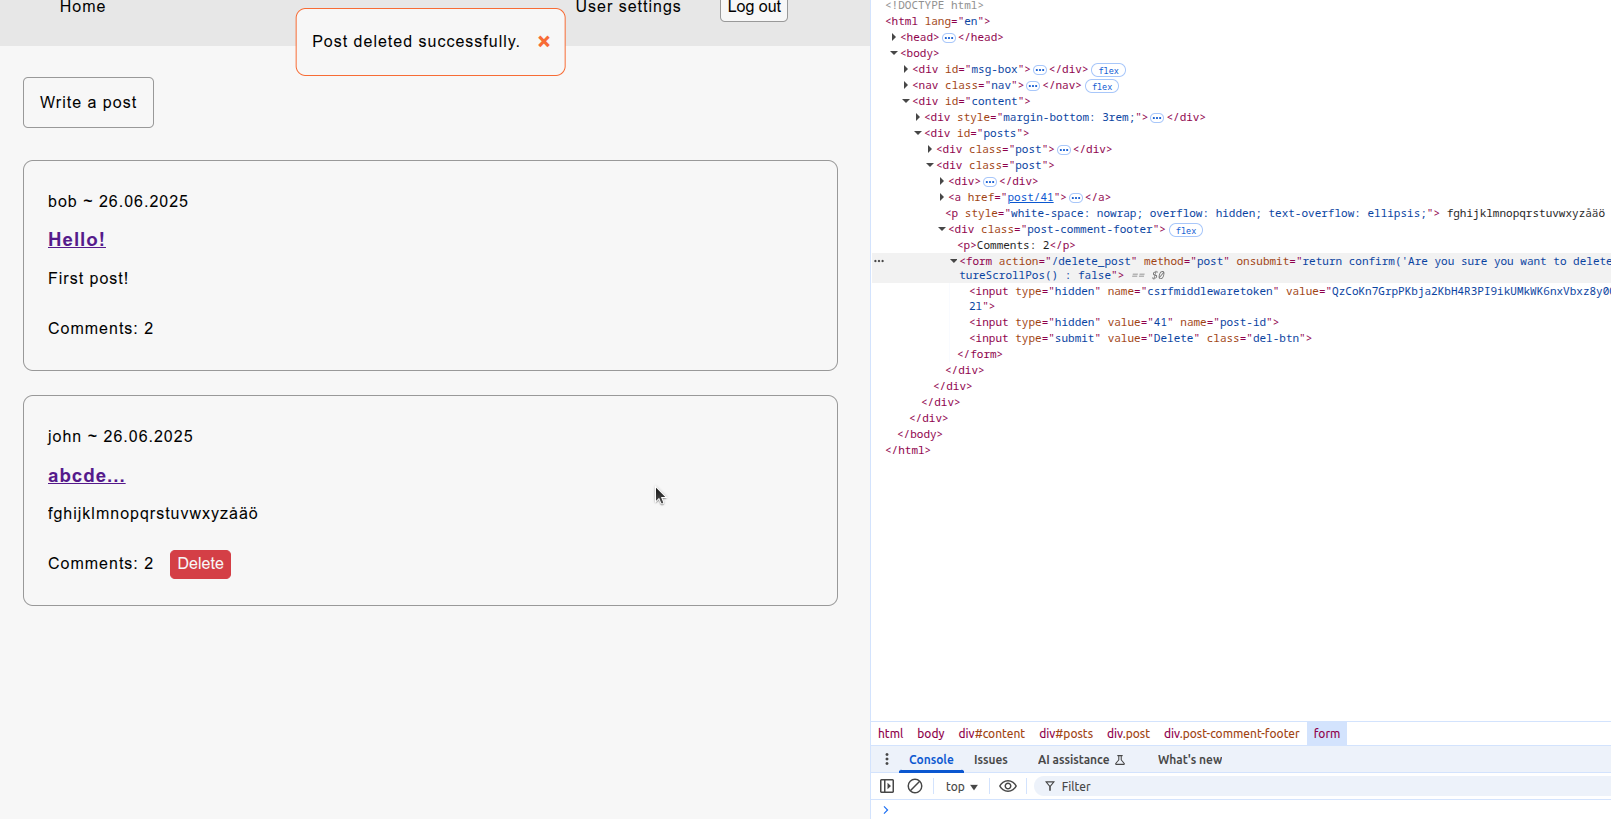 Home
User settings
Log out
Post deleted successfully.
Write a post
bob ~ 26.06.2025
Hello!
First post!
Comments: 2
john ~ 26.06.2025
abcde...
fghijklmnopqrstuvwxyzåäö
Comments: 2
Delete
<!DOCTYPE html>
<html lang="en">
<head> ⋯ </head>
<body>
<div id="msg-box"> ⋯ </div> flex
<nav class="nav"> ⋯ </nav> flex
<div id="content">
<div style="margin-bottom: 3rem;"> ⋯ </div>
<div id="posts">
<div class="post"> ⋯ </div>
<div class="post">
<div> ⋯ </div>
<a href="post/41"> ⋯ </a>
<p style="white-space: nowrap; overflow: hidden; text-overflow: ellipsis;"> fghijklmnopqrstuvwxyzåäö
<div class="post-comment-footer"> flex
<p>Comments: 2</p>
<form action="/delete_post" method="post" onsubmit="return confirm('Are you sure you want to delete
tureScrollPos() : false"> == $0
<input type="hidden" name="csrfmiddlewaretoken" value="QzCoKn7GrpPKbja2KbH4R3PI9ikUMkWK6nxVbxz8y0
2l">
<input type="hidden" value="41" name="post-id">
<input type="submit" value="Delete" class="del-btn">
</form>
</div>
</div>
</div>
</div>
</body>
</html>
html body div#content div#posts div.post div.post-comment-footer form
Console Issues AI assistance What's new
top Filter